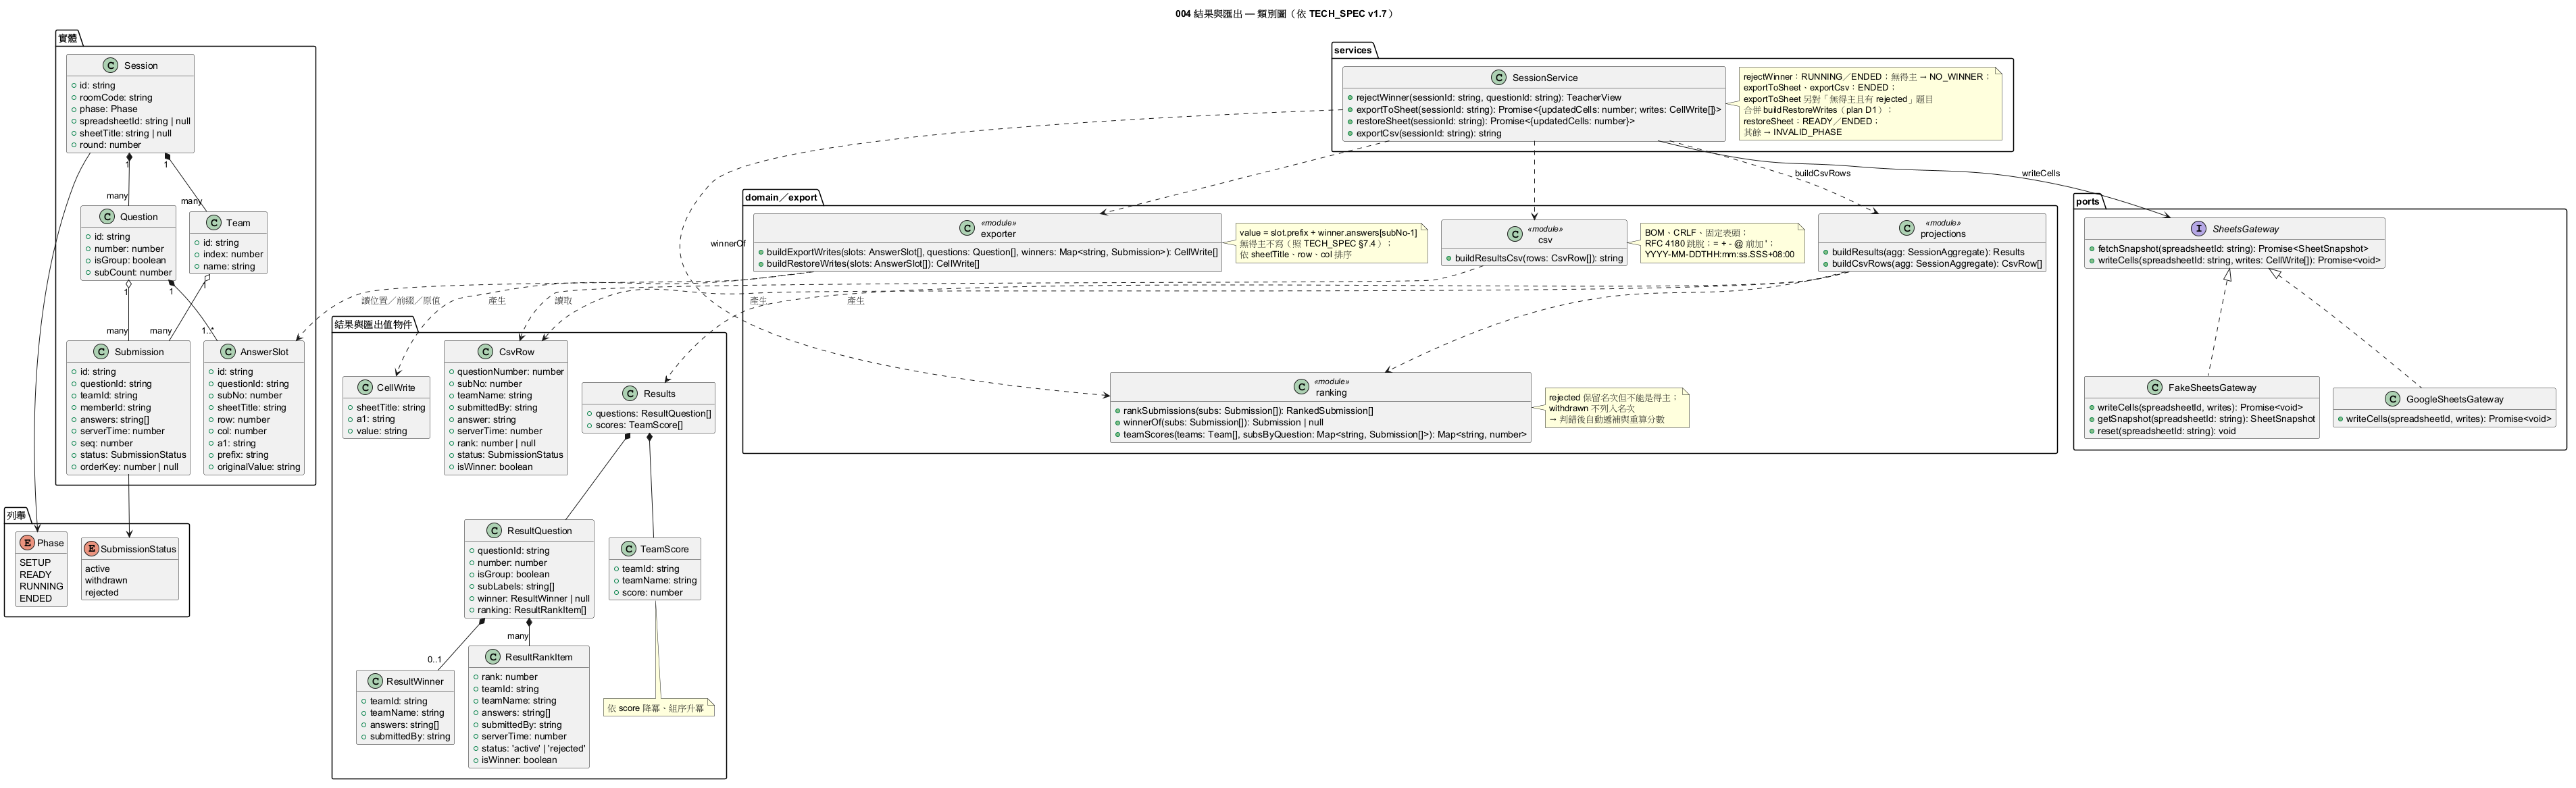 004 結果與匯出 — 類別圖（依 TECH_SPEC v1.7）
實體
Session
id: string
roomCode: string
phase: Phase
spreadsheetId: string | null
sheetTitle: string | null
round: number
1
1
many
many
Question
id: string
number: number
isGroup: boolean
subCount: number
Team
id: string
index: number
name: string
1
1
1
many
many
1..*
Submission
id: string
questionId: string
teamId: string
memberId: string
answers: string[]
serverTime: number
seq: number
status: SubmissionStatus
orderKey: number | null
AnswerSlot
id: string
questionId: string
subNo: number
sheetTitle: string
row: number
col: number
a1: string
prefix: string
originalValue: string
列舉
Phase
SETUP
READY
RUNNING
ENDED
SubmissionStatus
active
withdrawn
rejected
services
SessionService
rejectWinner(sessionId: string, questionId: string): TeacherView
exportToSheet(sessionId: string): Promise<{updatedCells: number; writes: CellWrite[]}>
restoreSheet(sessionId: string): Promise<{updatedCells: number}>
exportCsv(sessionId: string): string
rejectWinner：RUNNING／ENDED；無得主 → NO_WINNER；
exportToSheet、exportCsv：ENDED；
exportToSheet 另對「無得主且有 rejected」題目
合併 buildRestoreWrites（plan D1）；
restoreSheet：READY／ENDED；
其餘 → INVALID_PHASE
winnerOf
buildCsvRows
writeCells
domain／export
«module»
exporter
buildExportWrites(slots: AnswerSlot[], questions: Question[], winners: Map<string, Submission>): CellWrite[]
buildRestoreWrites(slots: AnswerSlot[]): CellWrite[]
value = slot.prefix + winner.answers[subNo-1]
無得主不寫（照 TECH_SPEC §7.4）；
依 sheetTitle、row、col 排序
«module»
csv
buildResultsCsv(rows: CsvRow[]): string
BOM、CRLF、固定表頭；
RFC 4180 跳脫；= + - @ 前加 '；
YYYY-MM-DDTHH:mm:ss.SSS+08:00
«module»
projections
buildResults(agg: SessionAggregate): Results
buildCsvRows(agg: SessionAggregate): CsvRow[]
讀位置／前綴／原值
產生
讀取
產生
產生
«module»
ranking
rankSubmissions(subs: Submission[]): RankedSubmission[]
winnerOf(subs: Submission[]): Submission | null
teamScores(teams: Team[], subsByQuestion: Map<string, Submission[]>): Map<string, number>
rejected 保留名次但不能是得主；
withdrawn 不列入名次
→ 判錯後自動遞補與重算分數
結果與匯出值物件
CellWrite
sheetTitle: string
a1: string
value: string
CsvRow
questionNumber: number
subNo: number
teamName: string
submittedBy: string
answer: string
serverTime: number
rank: number | null
status: SubmissionStatus
isWinner: boolean
Results
questions: ResultQuestion[]
scores: TeamScore[]
ResultQuestion
questionId: string
number: number
isGroup: boolean
subLabels: string[]
winner: ResultWinner | null
ranking: ResultRankItem[]
TeamScore
teamId: string
teamName: string
score: number
0..1
many
ResultWinner
teamId: string
teamName: string
answers: string[]
submittedBy: string
ResultRankItem
rank: number
teamId: string
teamName: string
answers: string[]
submittedBy: string
serverTime: number
status: 'active' | 'rejected'
isWinner: boolean
依 score 降冪、組序升冪
ports
SheetsGateway
fetchSnapshot(spreadsheetId: string): Promise<SheetSnapshot>
writeCells(spreadsheetId: string, writes: CellWrite[]): Promise<void>
FakeSheetsGateway
writeCells(spreadsheetId, writes): Promise<void>
getSnapshot(spreadsheetId: string): SheetSnapshot
reset(spreadsheetId: string): void
GoogleSheetsGateway
writeCells(spreadsheetId, writes): Promise<void>